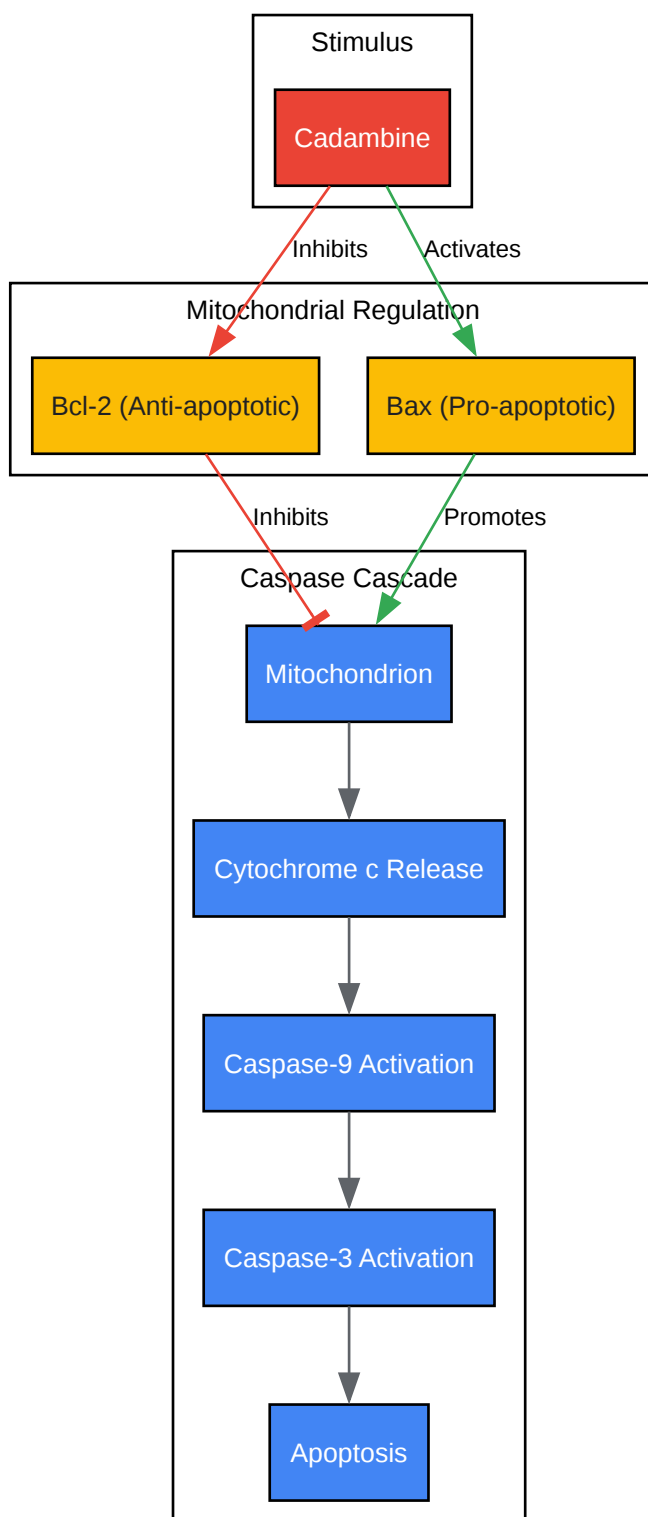 Stimulus
Cadambine
Inhibits
Activates
Mitochondrial Regulation
Bcl-2 (Anti-apoptotic)
Bax (Pro-apoptotic)
Inhibits
Promotes
Caspase Cascade
Mitochondrion
Cytochrome c Release
Caspase-9 Activation
Caspase-3 Activation
Apoptosis